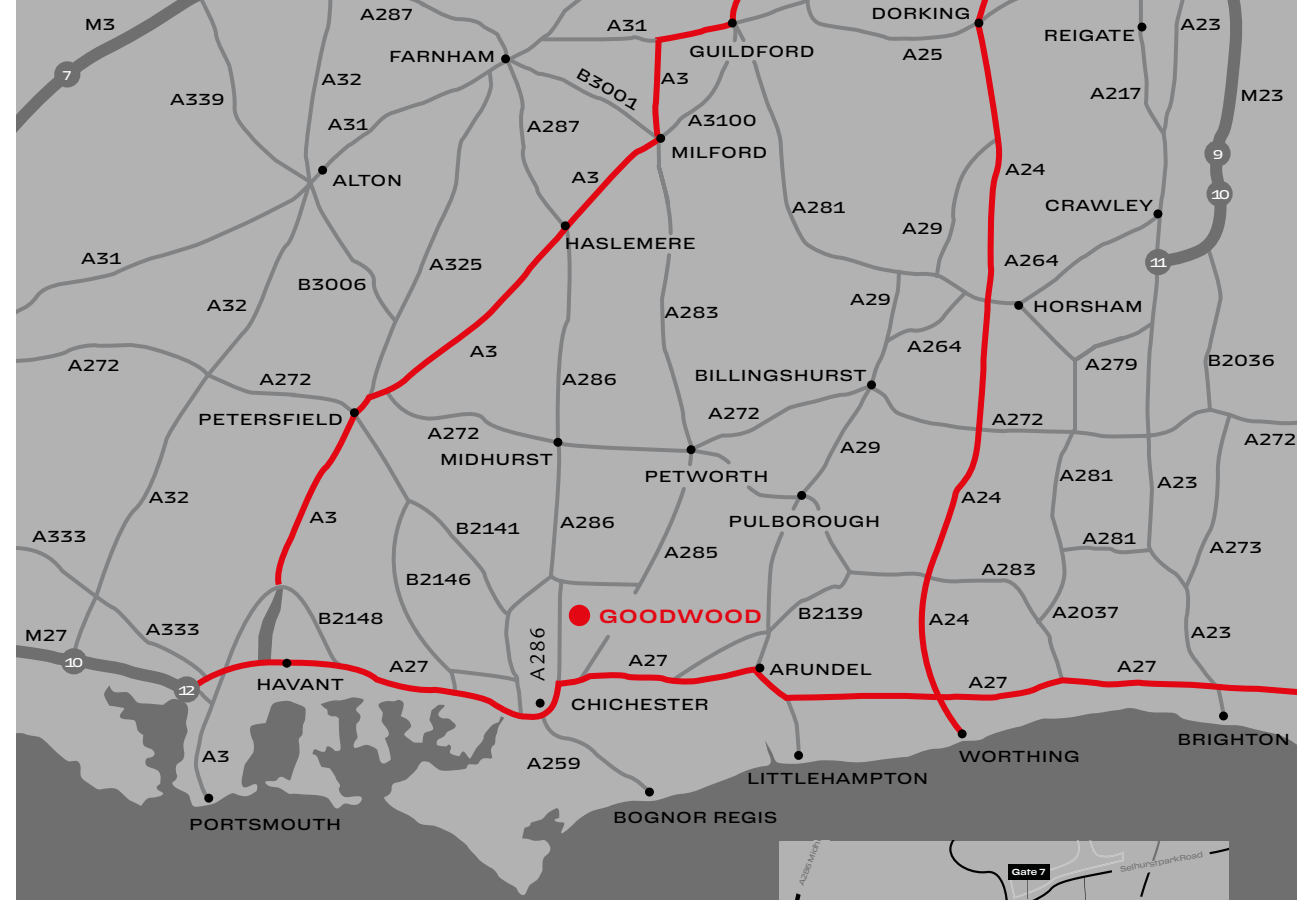 A287
M3
A31
DORKING
A23
REIGATE
GUILDFORD
A25
FARNHAM
7
A32
A3
B3001
A339
A217
M23
A31
A287
A3100
MILFORD
9
A24
ALTON
A3
10
CRAWLEY
A281
A29
HASLEMERE
A31
A325
A264
11
B3006
A32
A29
HORSHAM
A283
A264
A3
A272
A279
B2036
A272
A286
BILLINGSHURST
PETERSFIELD
A272
A272
A272
A272
MIDHURST
A29
PETWORTH
A281
A23
A32
A24
A3
A286
PULBOROUGH
B2141
A333
A281
A273
A285
A283
B2146
B2139
A2037
GOODWOOD
B2148
A24
A333
A23
M27
A286
10
A27
A27
ARUNDEL
A27
HAVANT
12
A27
CHICHESTER
BRIGHTON
A3
A259
WORTHING
LITTLEHAMPTON
PORTSMOUTH
BOGNOR REGIS
A286 Midh
Gate 7
SelhurstparkRoad